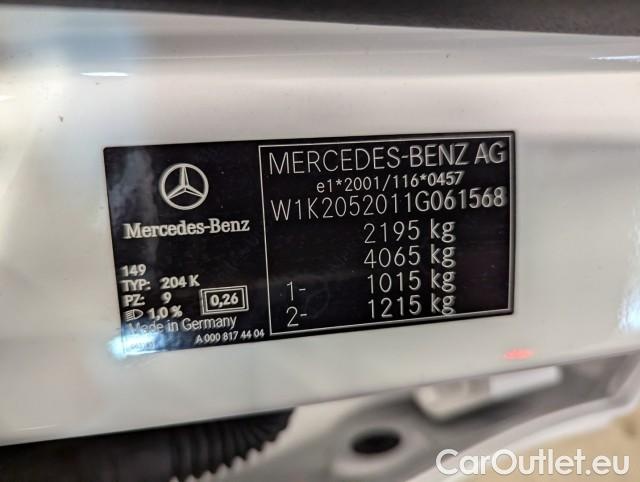 Mercedes-Benz
149
TYP: 204 K
PZ: 9
0,26
1,0 %
Made in Germany
A 000 817 44 04
MERCEDES-BENZ AG
e1*2001/116*0457
W1K2052011G061568
2195 kg
4065 kg
1- 1015 kg
2- 1215 kg
CarOutlet.eu